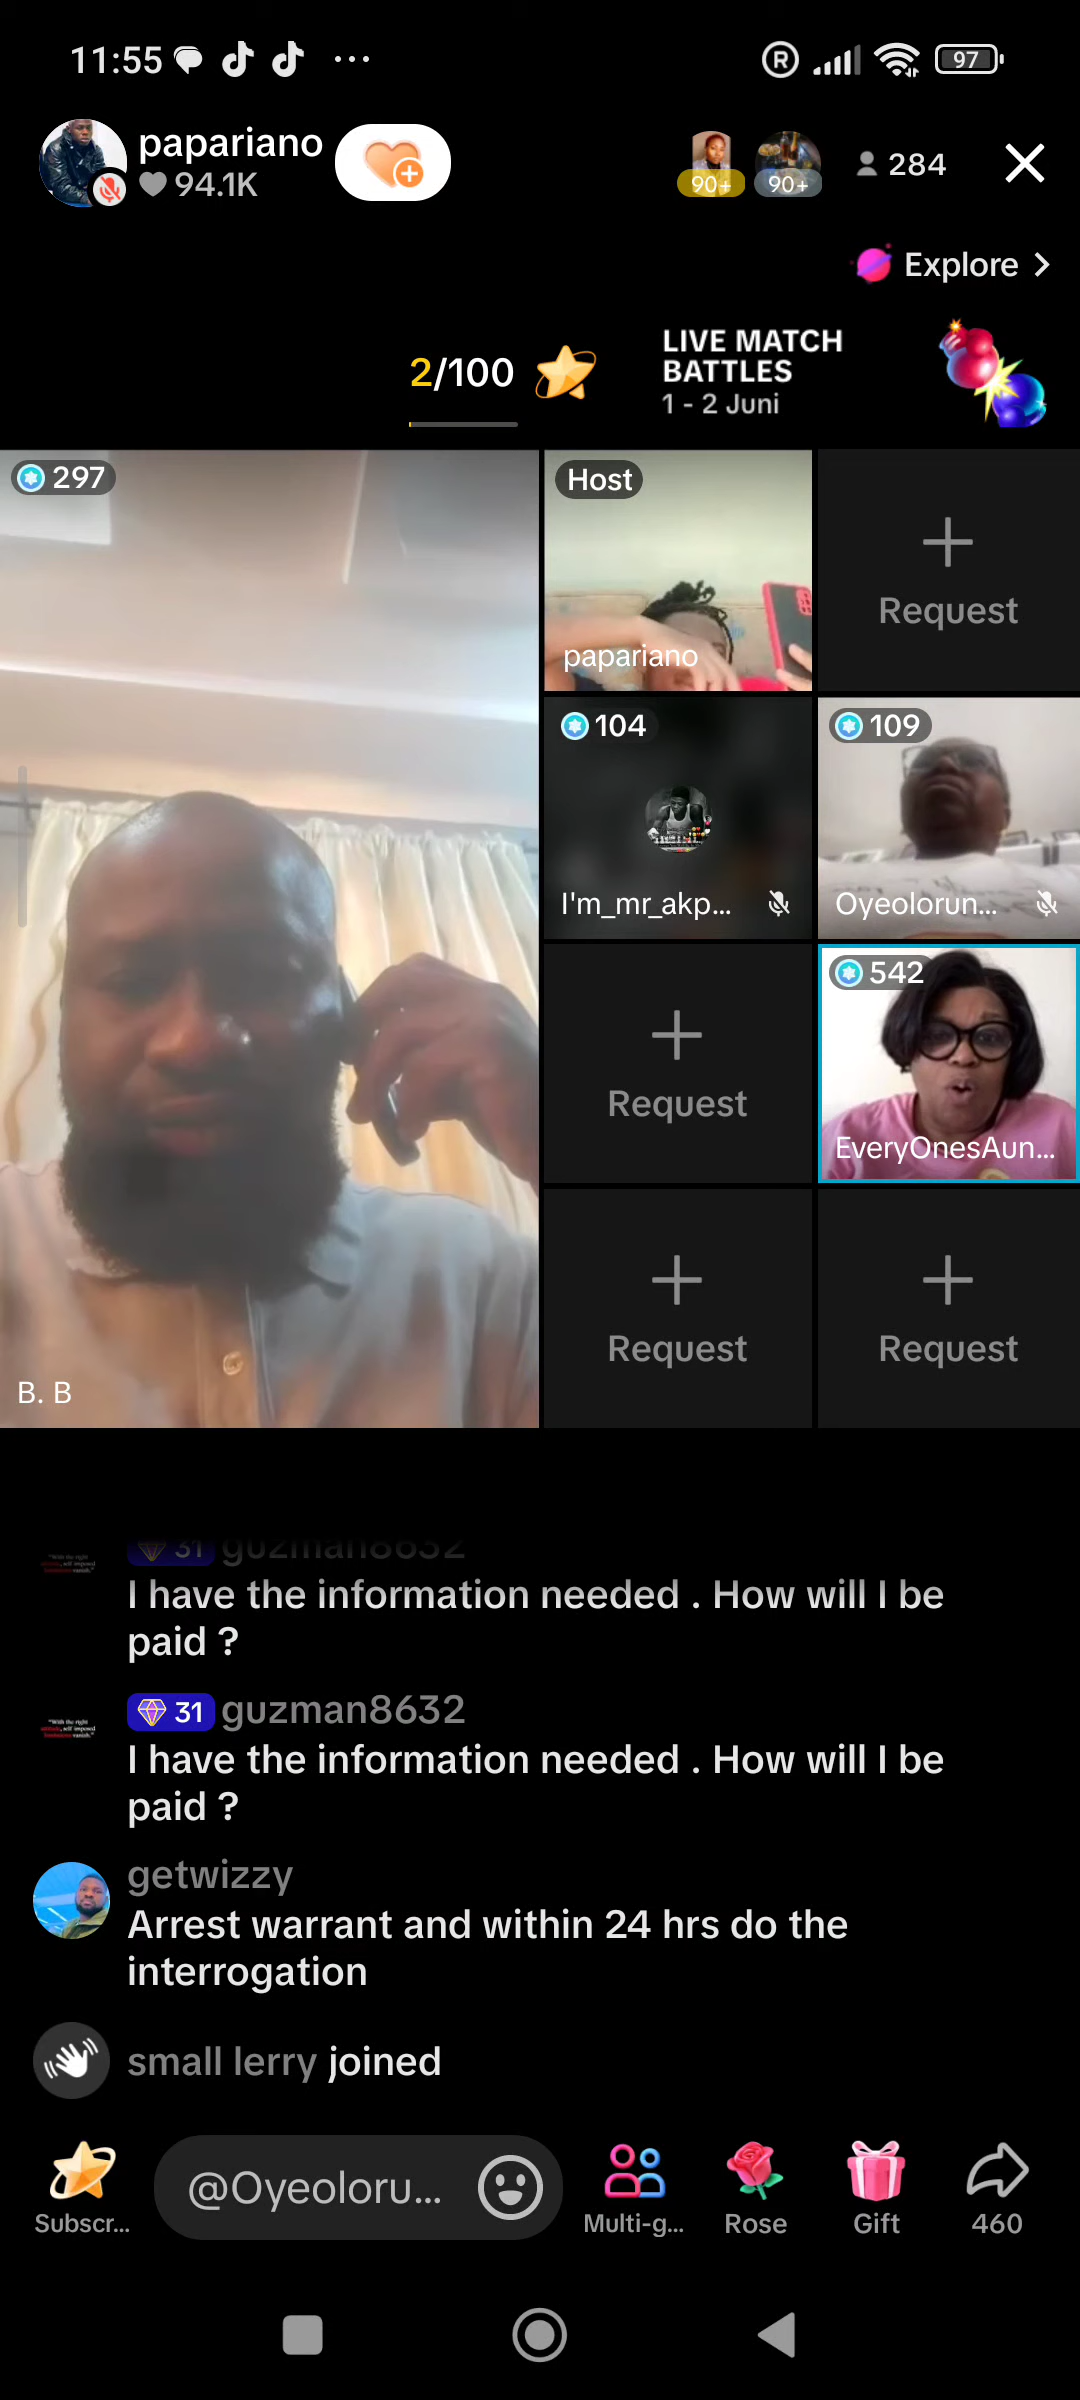 11:55
R
97
papariano
94.1K
90+
90+
284
Explore
2/100
LIVE MATCH
BATTLES
1 - 2 Juni
297
B. B
Host
papariano
Request
104
I'm_mr_akp...
109
Oyeolorun...
Request
542
EveryOnesAun...
Request
Request
31 guzman8632
I have the information needed . How will I be
paid ?
31 guzman8632
I have the information needed . How will I be
paid ?
getwizzy
Arrest warrant and within 24 hrs do the
interrogation
small lerry joined
@Oyeoloru...
Subscr...
Multi-g...
Rose
Gift
460